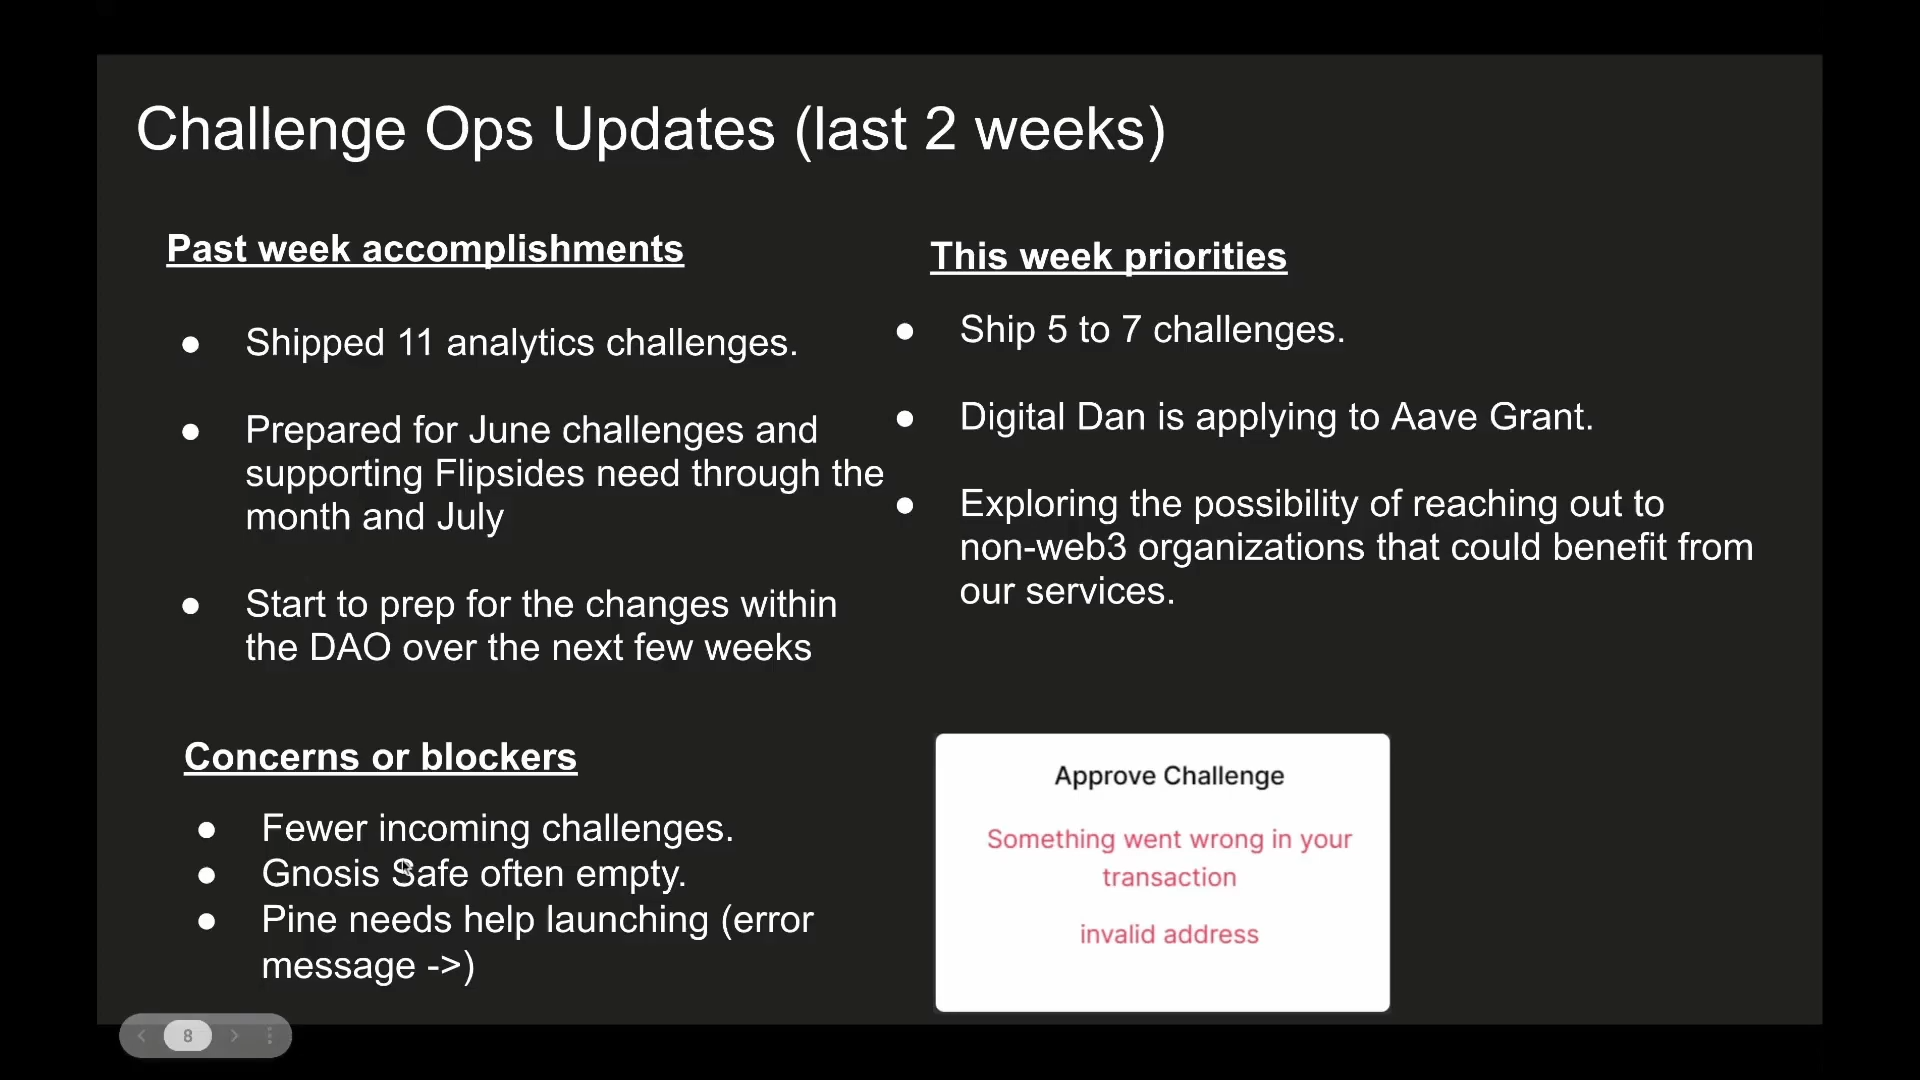 Challenge Ops Updates (last 2 weeks)
Past week accomplishments
● Shipped 11 analytics challenges.
● Prepared for June challenges and
supporting Flipsides need through the
month and July
● Start to prep for the changes within
the DAO over the next few weeks
This week priorities
● Ship 5 to 7 challenges.
● Digital Dan is applying to Aave Grant.
● Exploring the possibility of reaching out to
non-web3 organizations that could benefit from
our services.
Concerns or blockers
● Fewer incoming challenges.
● Gnosis Safe often empty.
● Pine needs help launching (error
message ->)
Approve Challenge
Something went wrong in your
transaction
invalid address
8